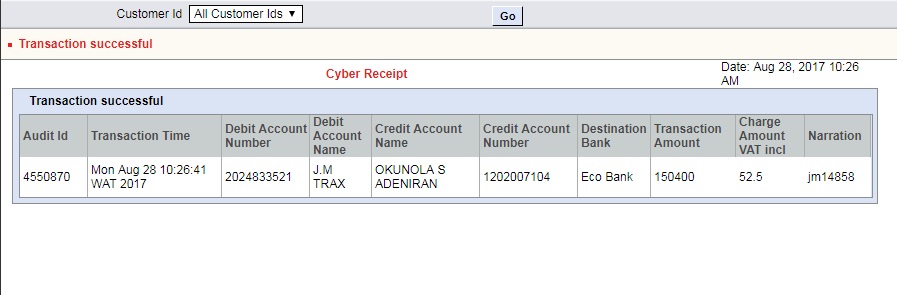 Customer Id All Customer Ids ▼ Go
Transaction successful
Cyber Receipt
Date: Aug 28, 2017 10:26
AM
Transaction successful
Audit Id
Transaction Time
Debit Account
Number
Debit
Account
Name
Credit Account
Name
Credit Account
Number
Destination
Bank
Transaction
Amount
Charge
Amount
VAT incl
Narration
4550870
Mon Aug 28 10:26:41
WAT 2017
2024833521
J.M
TRAX
OKUNOLA S
ADENIRAN
1202007104
Eco Bank
150400
52.5
jm14858